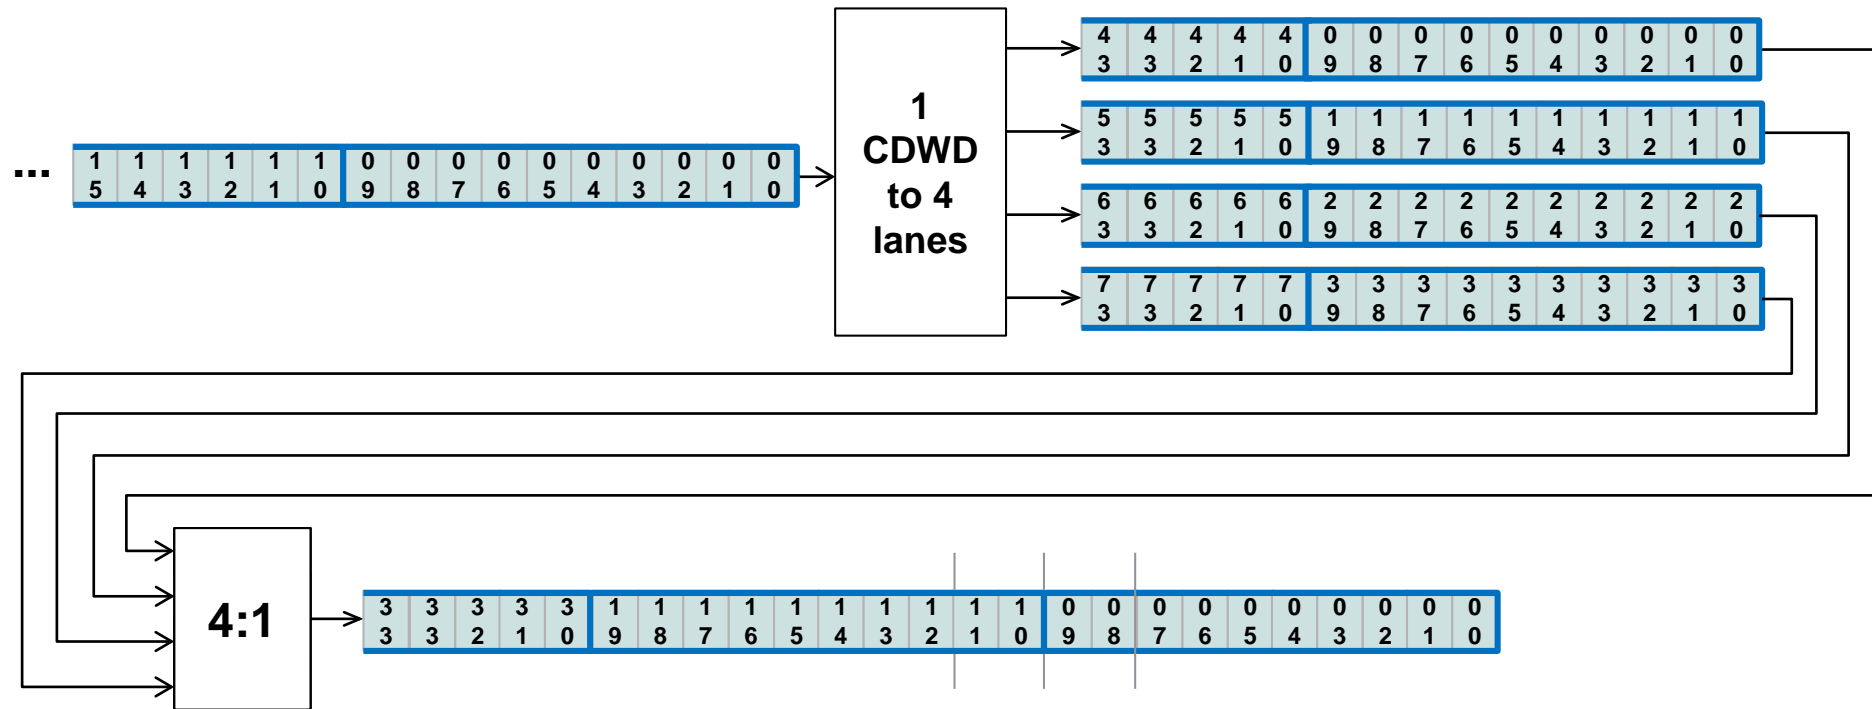 4 4 4 4 4 0 0 0 0 0 0 0 0 0 0
3 3 2 1 0 9 8 7 6 5 4 3 2 1 0
5 5 5 5 5 1 1 1 1 1 1 1 1 1 1
3 3 2 1 0 9 8 7 6 5 4 3 2 1 0
... 1 1 1 1 1 1 0 0 0 0 0 0 0 0 0 0
5 4 3 2 1 0 9 8 7 6 5 4 3 2 1 0
1
CDWD
to 4
lanes
6 6 6 6 6 2 2 2 2 2 2 2 2 2 2
3 3 2 1 0 9 8 7 6 5 4 3 2 1 0
7 7 7 7 7 3 3 3 3 3 3 3 3 3 3
3 3 2 1 0 9 8 7 6 5 4 3 2 1 0
4:1
3 3 3 3 3 1 1 1 1 1 1 1 1 1 1 0 0 0 0 0 0 0 0 0 0
3 3 2 1 0 9 8 7 6 5 4 3 2 1 0 9 8 7 6 5 4 3 2 1 0